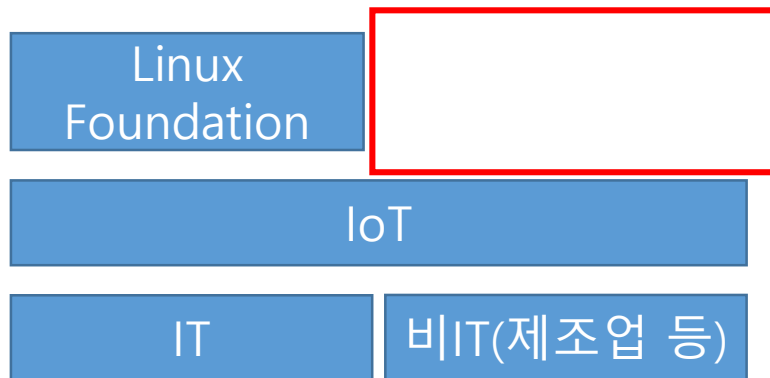 Linux
Foundation
IoT
IT
비IT(제조업 등)